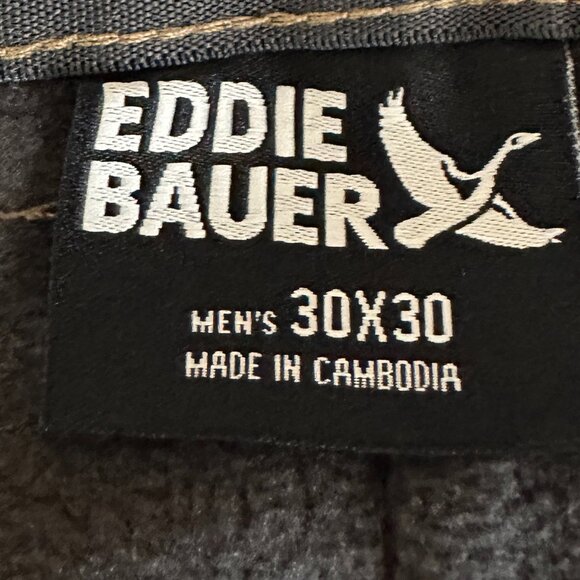 EDDIE
BAUER
MEN'S 30X30
MADE IN CAMBODIA